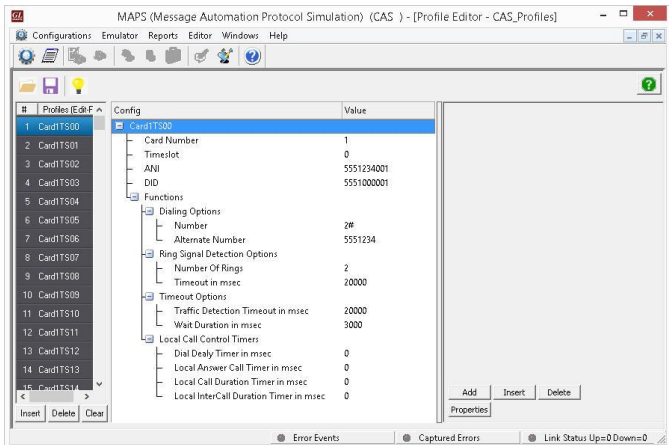 GL MAPS (Message Automation Protocol Simulation) (CAS ) - [Profile Editor - CAS_Profiles]
Configurations Emulator Reports Editor Windows Help
# Profiles (Edit-F
1 Card1TS00
2 Card1TS01
3 Card1TS02
4 Card1TS03
5 Card1TS04
6 Card1TS05
7 Card1TS06
8 Card1TS07
9 Card1TS08
10 Card1TS09
11 Card1TS10
12 Card1TS11
13 Card1TS12
14 Card1TS13
15 Card1TS14
Insert Delete Clear
Config Value
Card1TS00
Card Number 1
Timeslot 0
ANI 5551234001
DID 5551000001
Functions
Dialing Options
Number 2#
Alternate Number 5551234
Ring Signal Detection Options
Number Of Rings 2
Timeout in msec 20000
Timeout Options
Traffic Detection Timeout in msec 20000
Wait Duration in msec 3000
Local Call Control Timers
Dial Dealy Timer in msec 0
Local Answer Call Timer in msec 0
Local Call Duration Timer in msec 0
Local InterCall Duration Timer in msec 0
Add Insert Delete
Properties
Error Events Captured Errors Link Status Up=0 Down=0